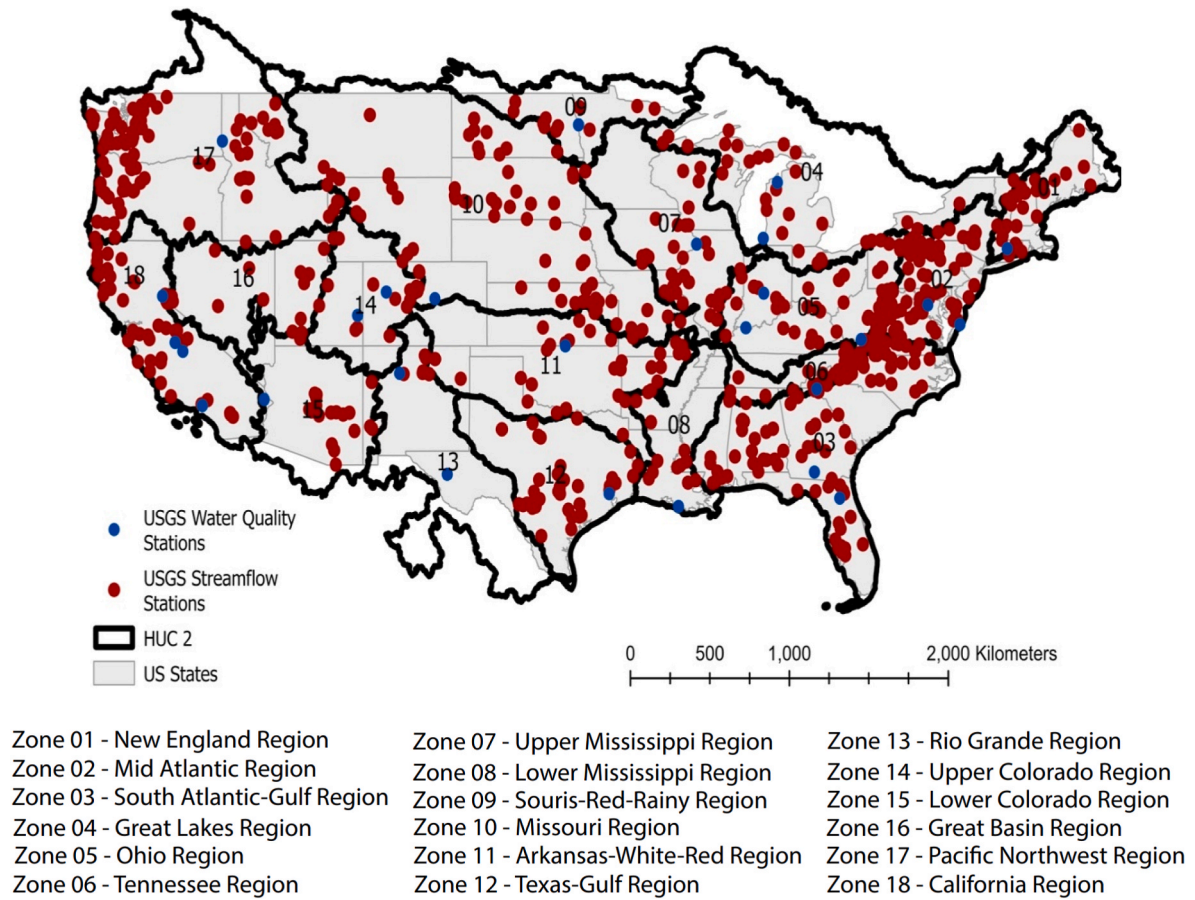 09
17
04
01
10
07
18
16
02
14
05
11
06
15
08
03
13
12
USGS Water Quality
Stations
USGS Streamflow
Stations
HUC 2
US States
0 500 1,000 2,000 Kilometers
Zone 01 - New England Region
Zone 02 - Mid Atlantic Region
Zone 03 - South Atlantic-Gulf Region
Zone 04 - Great Lakes Region
Zone 05 - Ohio Region
Zone 06 - Tennessee Region
Zone 07 - Upper Mississippi Region
Zone 08 - Lower Mississippi Region
Zone 09 - Souris-Red-Rainy Region
Zone 10 - Missouri Region
Zone 11 - Arkansas-White-Red Region
Zone 12 - Texas-Gulf Region
Zone 13 - Rio Grande Region
Zone 14 - Upper Colorado Region
Zone 15 - Lower Colorado Region
Zone 16 - Great Basin Region
Zone 17 - Pacific Northwest Region
Zone 18 - California Region